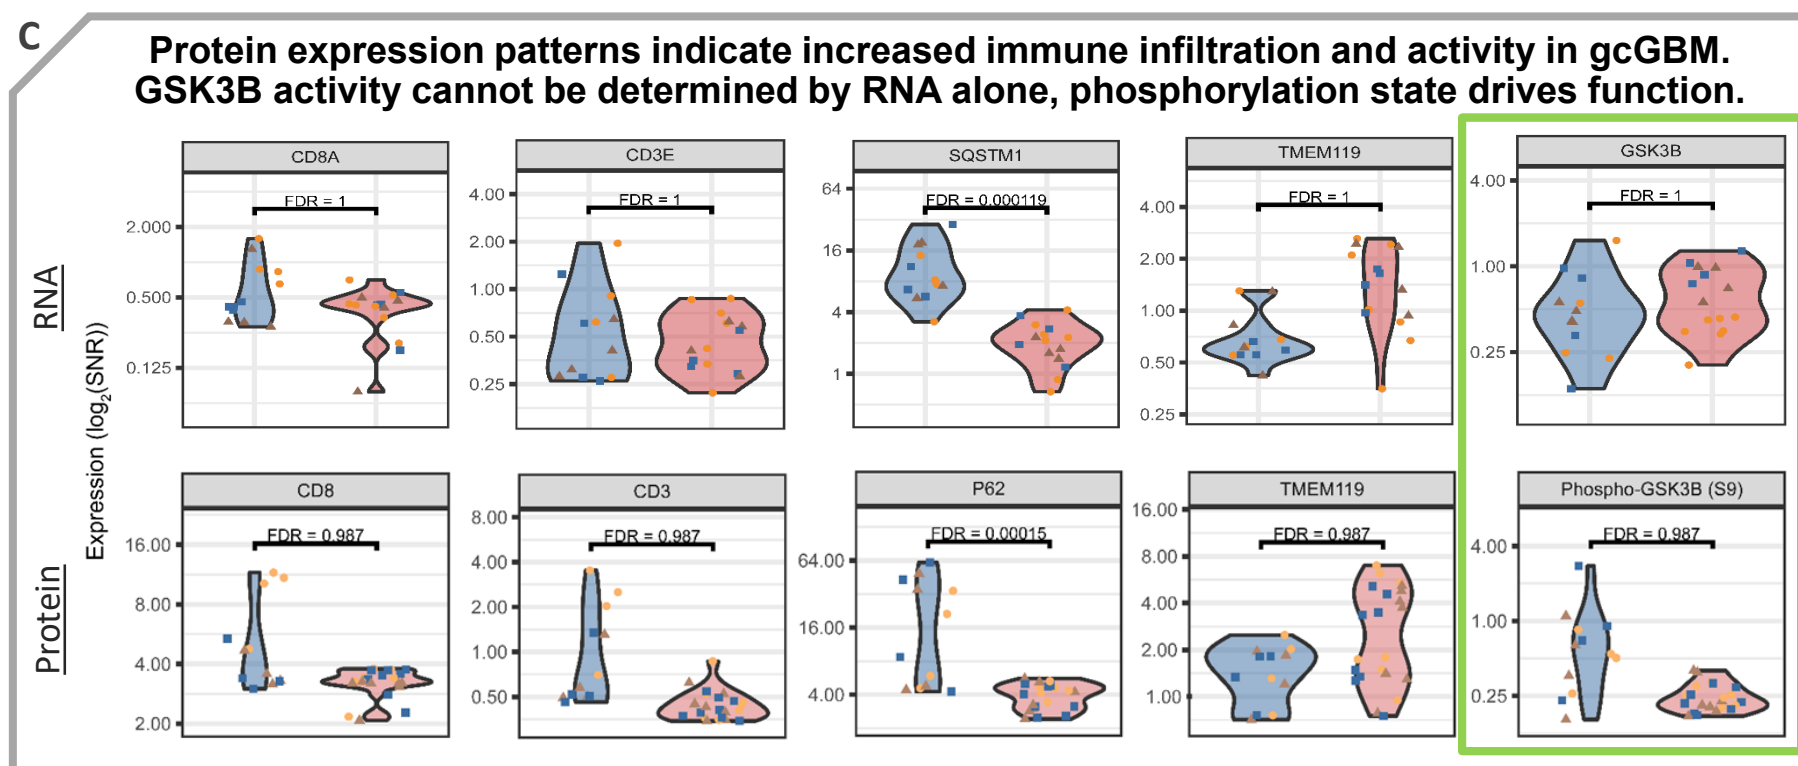 C
Protein expression patterns indicate increased immune infiltration and activity in gcGBM.
GSK3B activity cannot be determined by RNA alone, phosphorylation state drives function.
RNA
Protein
Expression (log2(SNR))
CD8A
FDR = 1
2.000
0.500
0.125
CD3E
FDR = 1
4.00
2.00
1.00
0.50
0.25
SQSTM1
FDR = 0.000119
64
16
4
1
TMEM119
FDR = 1
4.00
2.00
1.00
0.50
0.25
GSK3B
FDR = 1
4.00
1.00
0.25
CD8
FDR = 0.987
16.00
8.00
4.00
2.00
CD3
FDR = 0.987
8.00
4.00
2.00
1.00
0.50
P62
FDR = 0.00015
64.00
16.00
4.00
TMEM119
FDR = 0.987
16.00
8.00
4.00
2.00
1.00
Phospho-GSK3B (S9)
FDR = 0.987
4.00
1.00
0.25